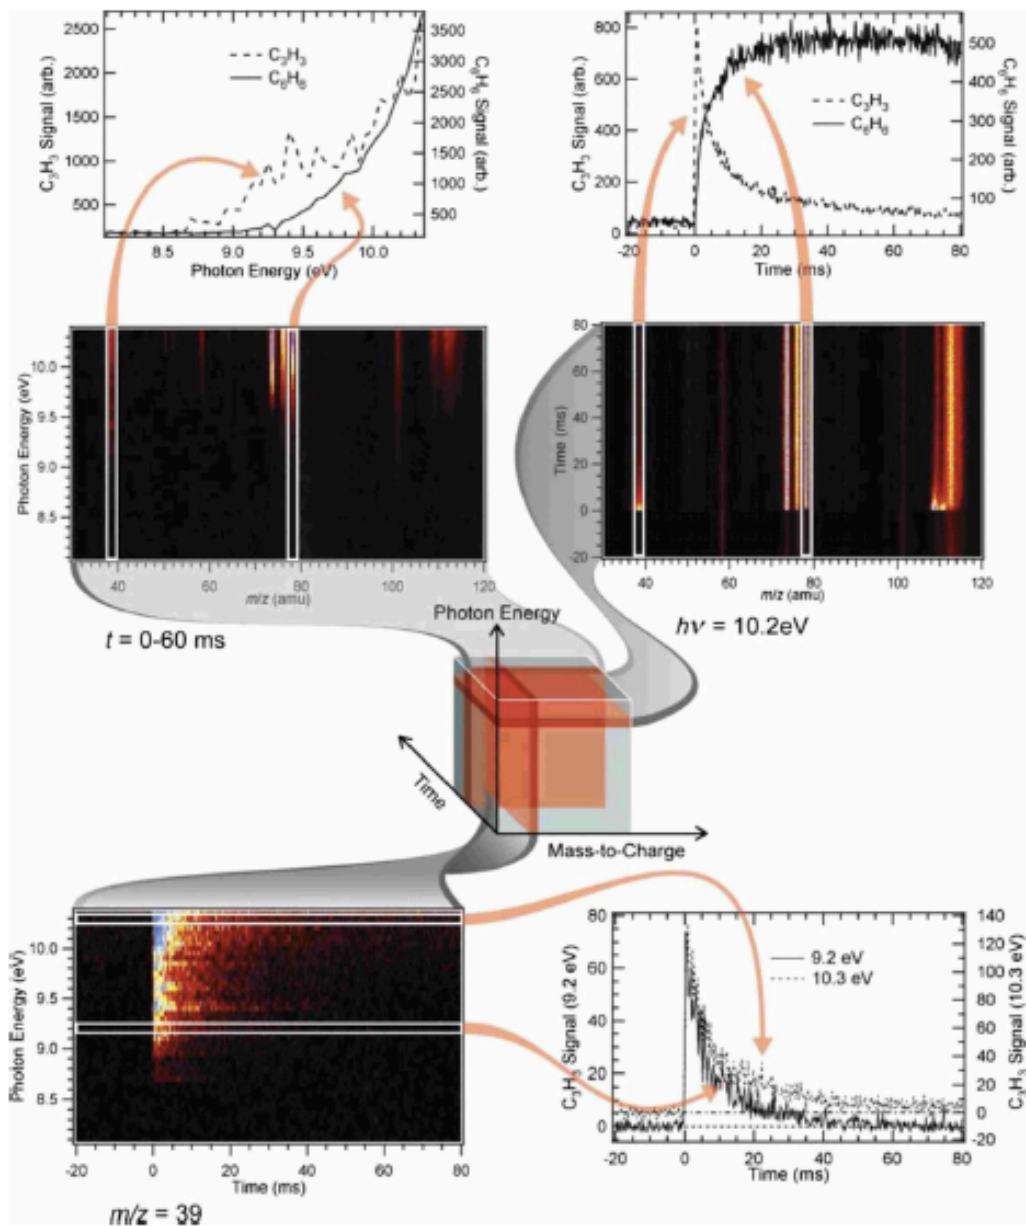 2500
2000
1500
1000
500
C₃H₃ Signal (arb.)
C₃H₃
C₆H₆
3500
3000
2500
2000
1500
1000
500
C₆H₆ Signal (arb.)
8.5 9.0 9.5 10.0
Photon Energy (eV)
800
600
400
200
0
C₃H₃ Signal (arb.)
C₃H₃
C₆H₆
500
400
300
200
100
C₆H₆ Signal (arb.)
-20 0 20 40 60 80
Time (ms)
10.0
9.5
9.0
8.5
Photon Energy (eV)
40 60 80 100 120
m/z (amu)
t = 0-60 ms
80
60
40
20
0
-20
Time (ms)
40 60 80 100 120
m/z (amu)
hν = 10.2eV
Photon Energy
Time
Mass-to-Charge
10.0
9.5
9.0
8.5
Photon Energy (eV)
-20 0 20 40 60 80
Time (ms)
m/z = 39
80
60
40
20
0
C₃H₃ Signal (9.2 eV)
9.2 eV
10.3 eV
140
120
100
80
60
40
20
0
-10
C₃H₃ Signal (10.3 eV)
-20 0 20 40 60 80
Time (ms)